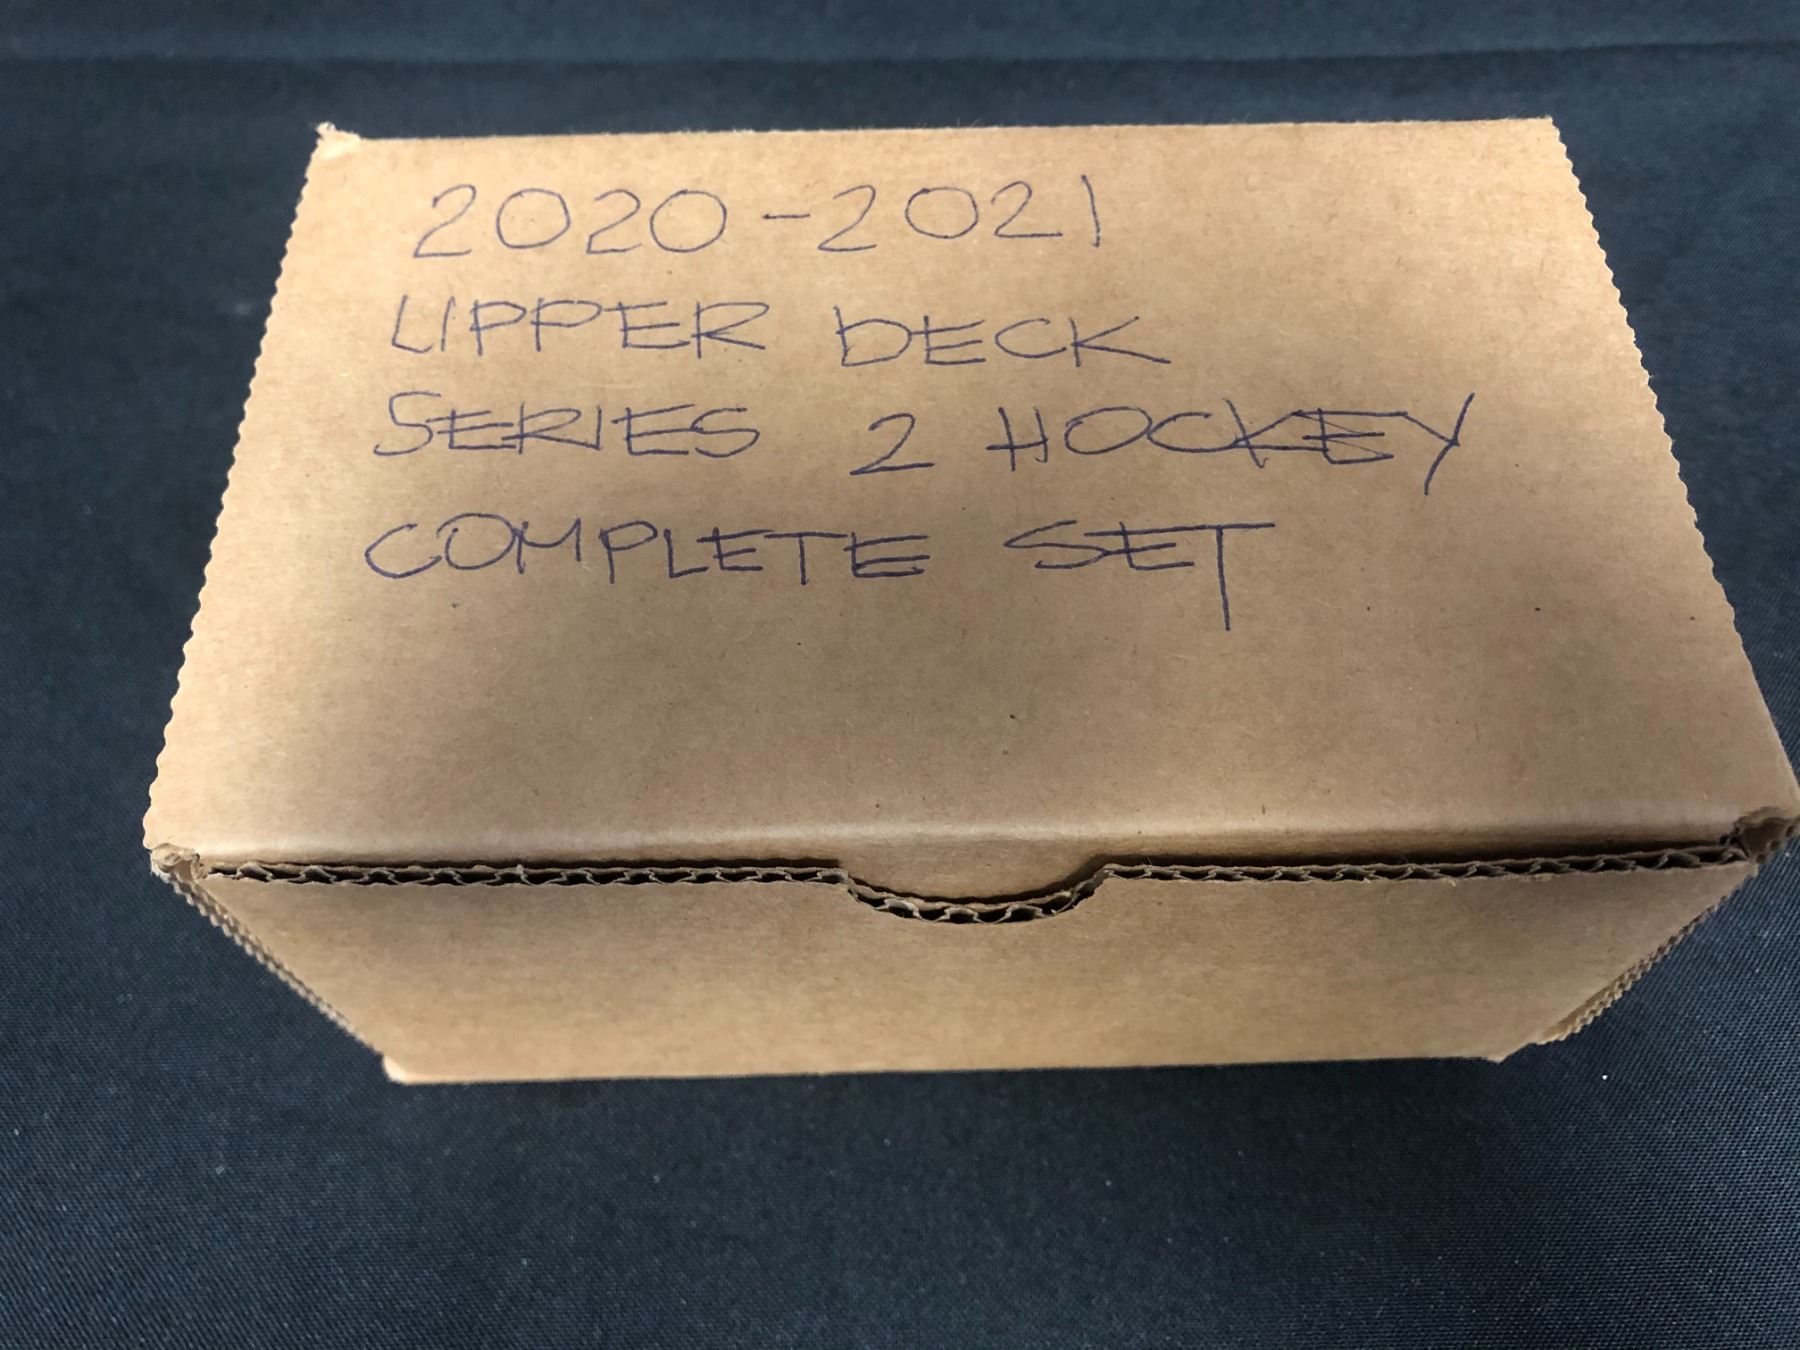 2020-2021
UPPER DECK
SERIES 2 HOCKEY
COMPLETE SET